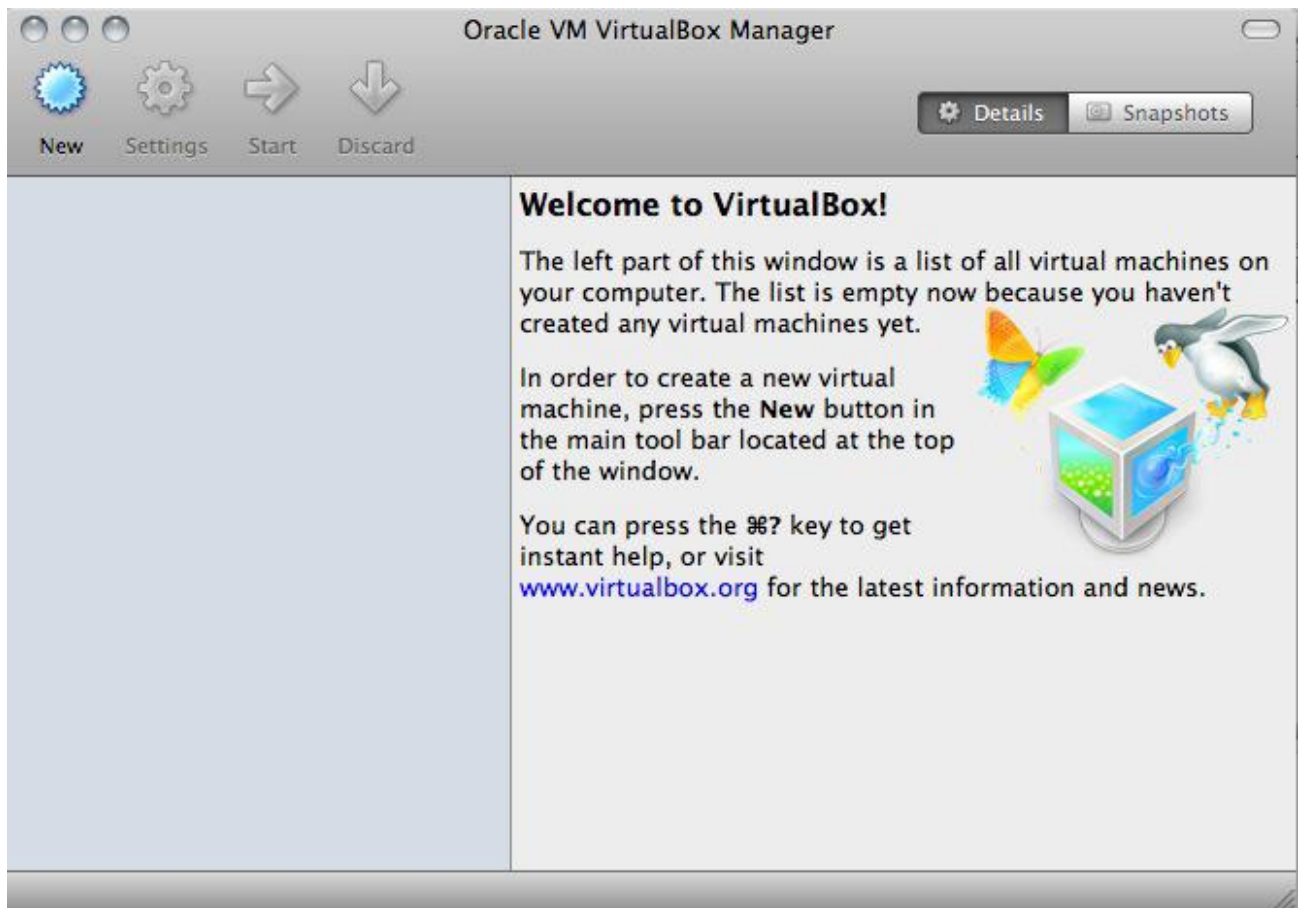 Oracle VM VirtualBox Manager
New
Settings
Start
Discard
Details
Snapshots
Welcome to VirtualBox!
The left part of this window is a list of all virtual machines on
your computer. The list is empty now because you haven't
created any virtual machines yet.
In order to create a new virtual
machine, press the New button in
the main tool bar located at the top
of the window.
You can press the ⌘? key to get
instant help, or visit
www.virtualbox.org for the latest information and news.